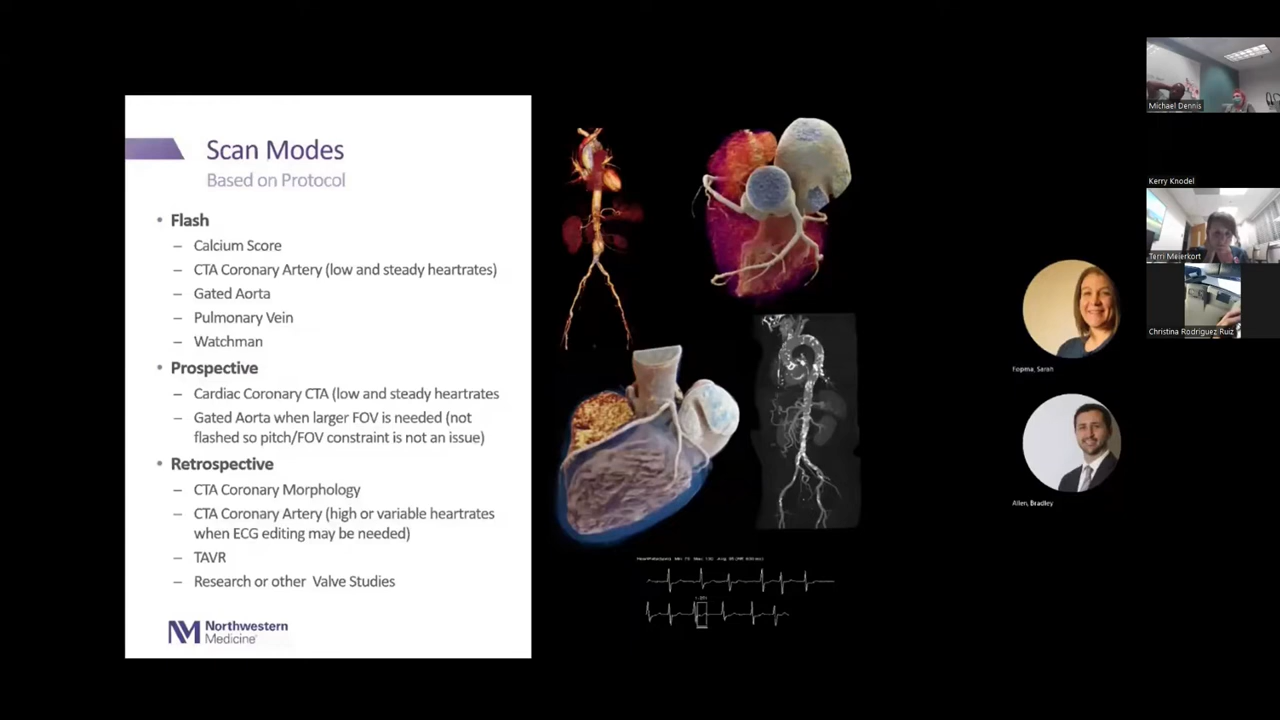 Scan Modes
Based on Protocol
• Flash
– Calcium Score
– CTA Coronary Artery (low and steady heartrates)
– Gated Aorta
– Pulmonary Vein
– Watchman
• Prospective
– Cardiac Coronary CTA (low and steady heartrates
– Gated Aorta when larger FOV is needed (not
flashed so pitch/FOV constraint is not an issue)
• Retrospective
– CTA Coronary Morphology
– CTA Coronary Artery (high or variable heartrates
when ECG editing may be needed)
– TAVR
– Research or other Valve Studies
Northwestern
Medicine
Sarah
Allen, Bradley
Michael Dennis
Kerry Knodel
Terri Meierkort
Christina Rodriguez Ruiz